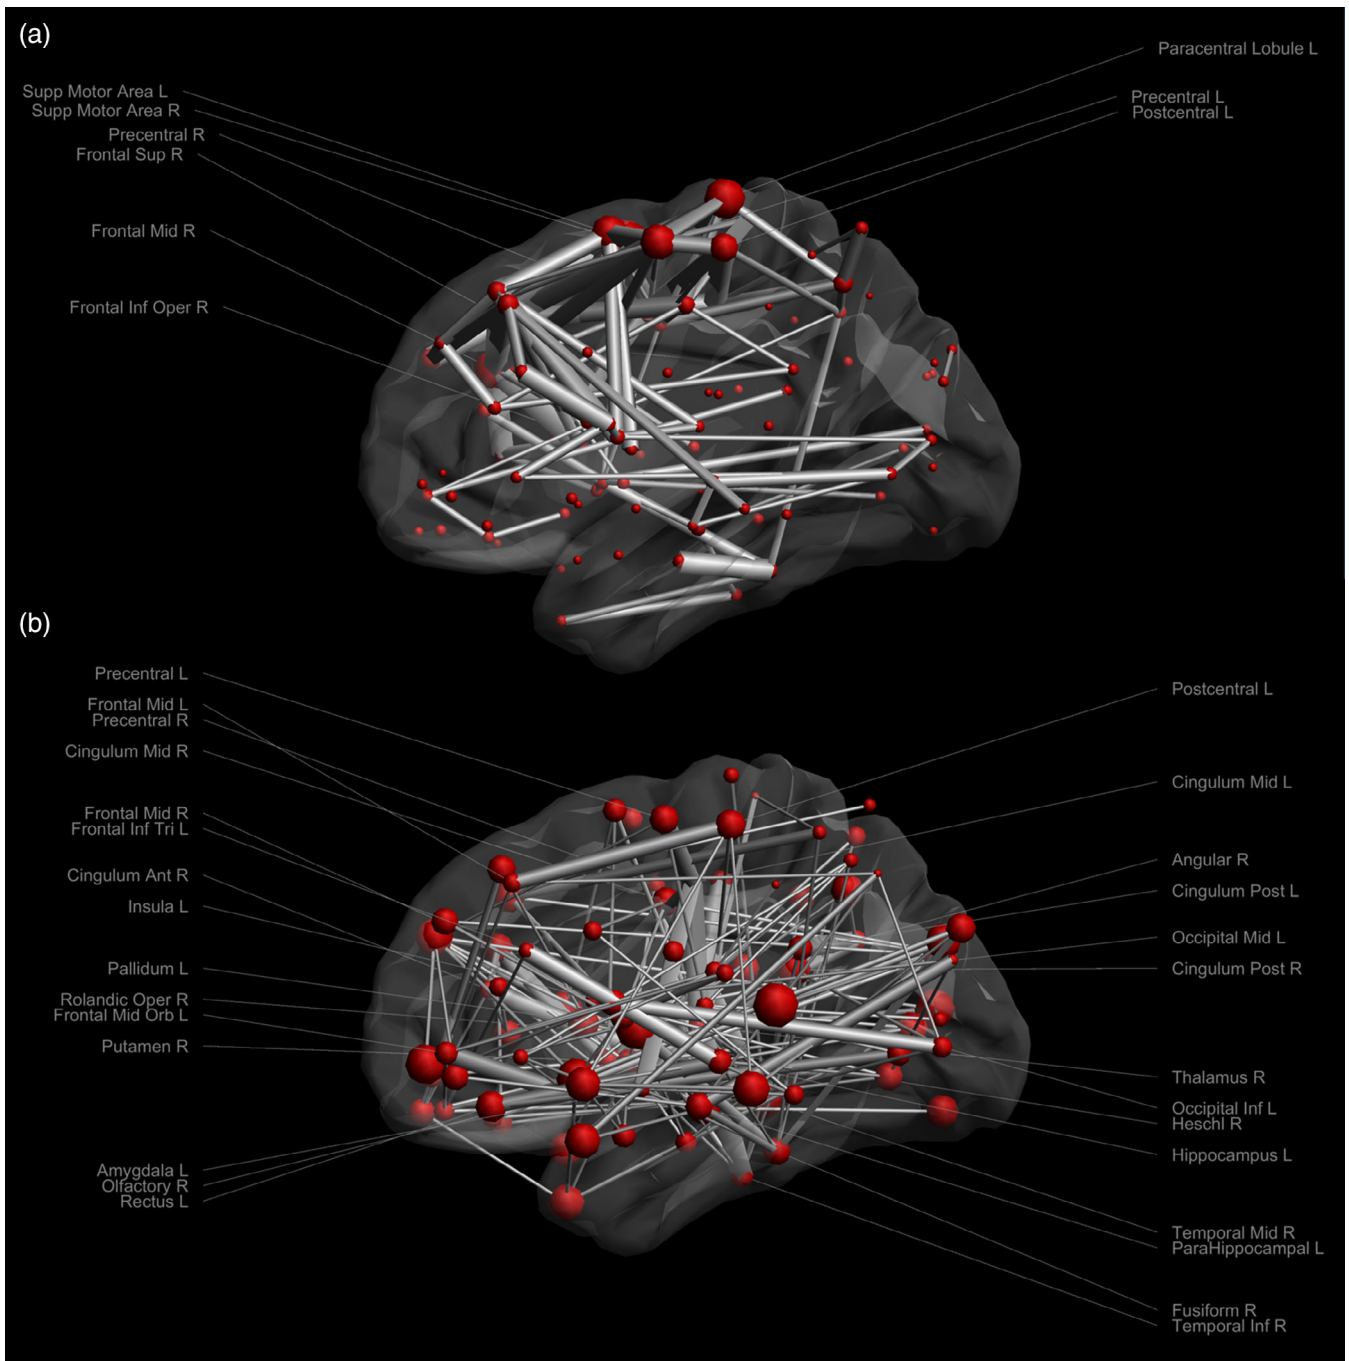 (a)
Paracentral Lobule L
Supp Motor Area L
Precentral L
Supp Motor Area R
Postcentral L
Precentral R
Frontal Sup R
Frontal Mid R
Frontal Inf Oper R
(b)
Precentral L
Postcentral L
Frontal Mid L
Precentral R
Cingulum Mid R
Cingulum Mid L
Frontal Mid R
Frontal Inf Tri L
Angular R
Cingulum Ant R
Cingulum Post L
Insula L
Occipital Mid L
Pallidum L
Cingulum Post R
Rolandic Oper R
Frontal Mid Orb L
Putamen R
Thalamus R
Occipital Inf L
Heschl R
Hippocampus L
Amygdala L
Olfactory R
Rectus L
Temporal Mid R
ParaHippocampal L
Fusiform R
Temporal Inf R